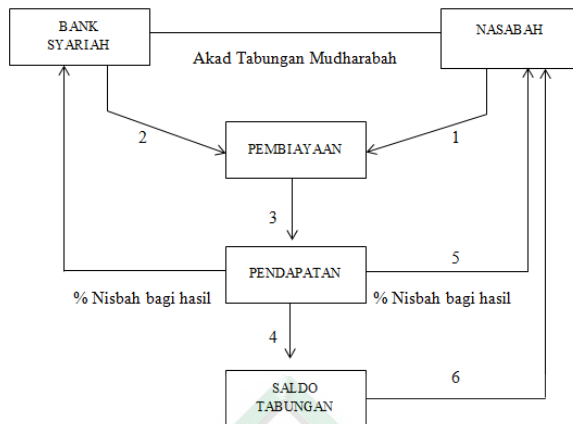 BANK
SYARIAH
NASABAH
Akad Tabungan Mudharabah
2
1
PEMBIAYAAN
3
PENDAPATAN
5
% Nisbah bagi hasil
% Nisbah bagi hasil
4
SALDO
TABUNGAN
6